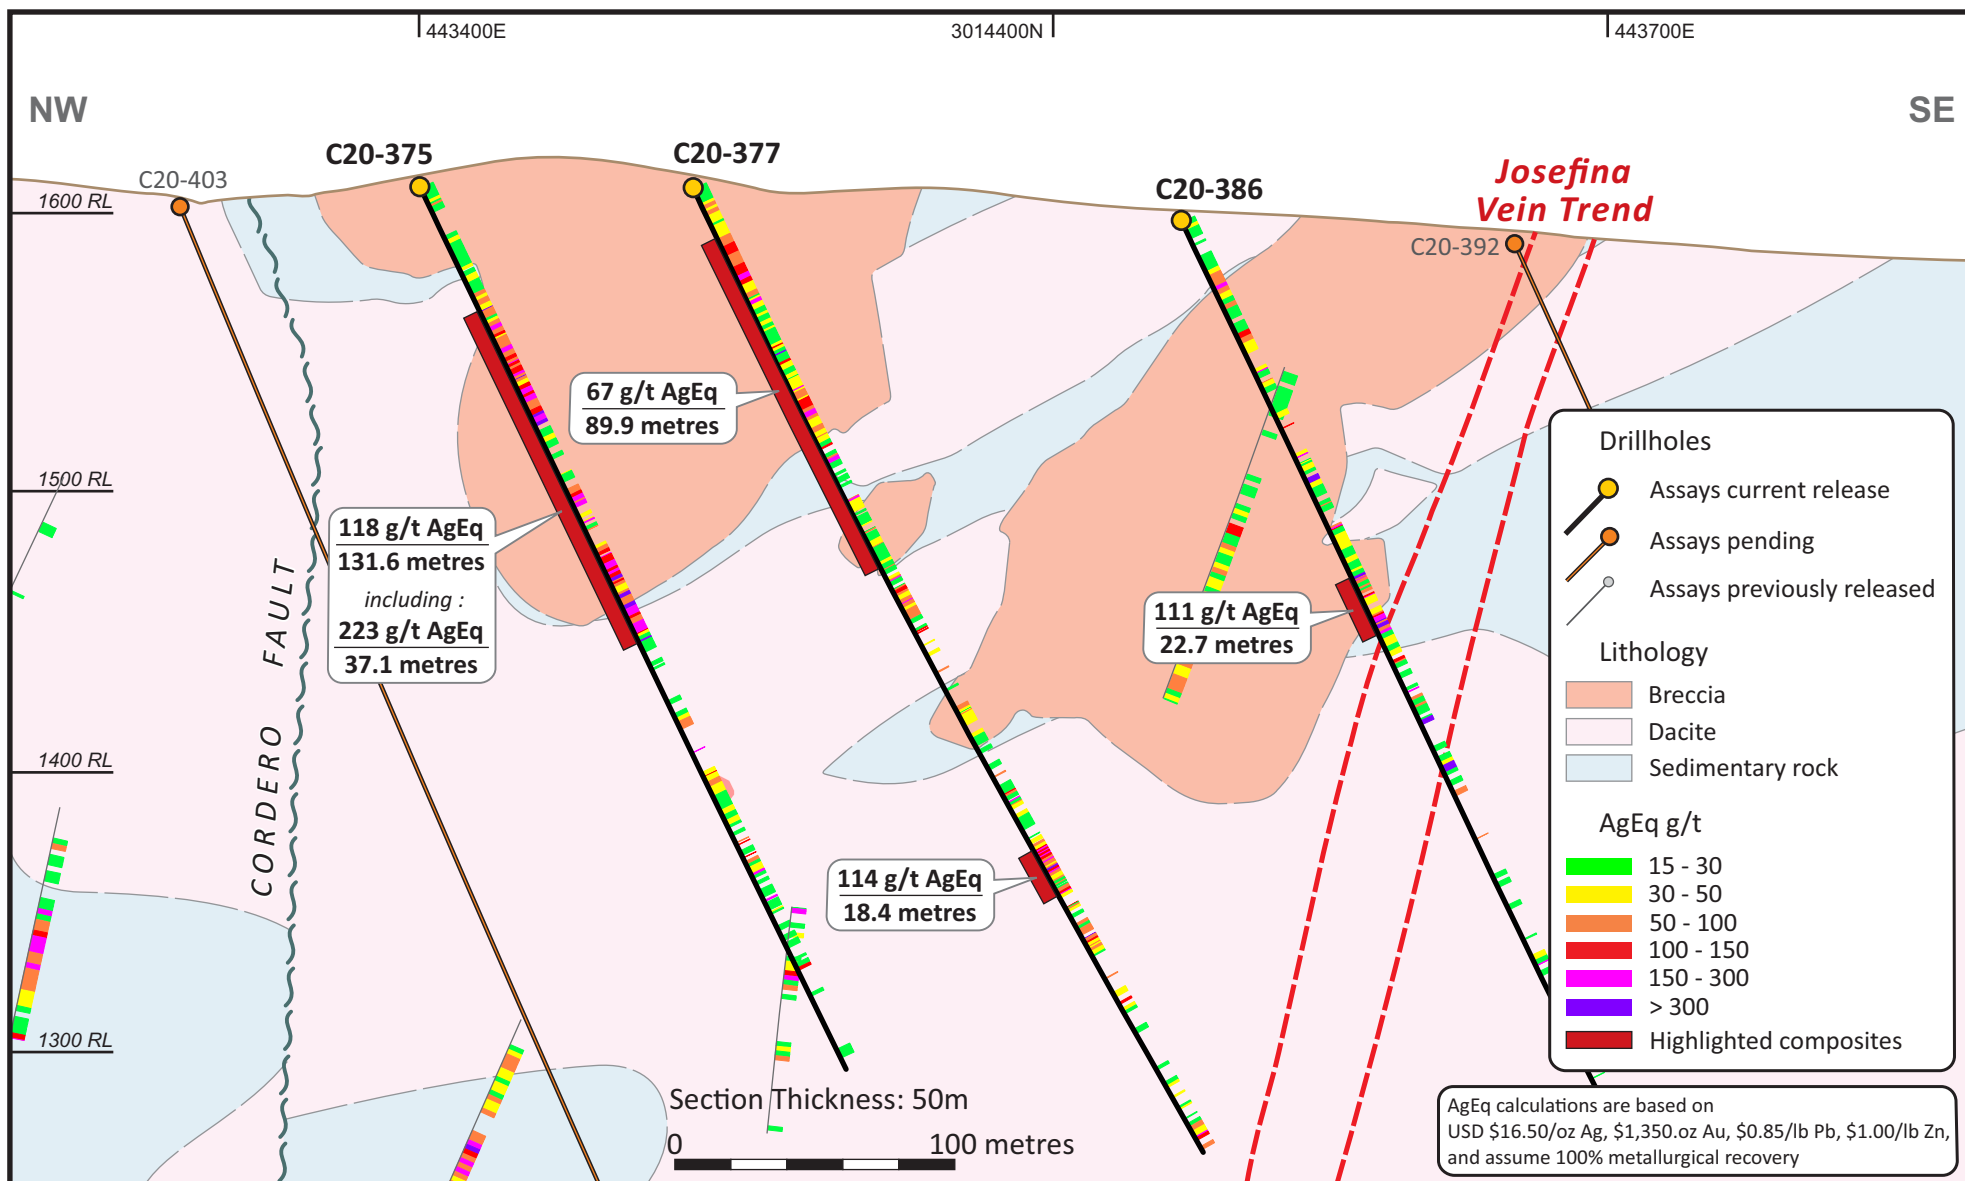 443400E
3014400N
443700E
NW
SE
C20-403
C20-375
C20-377
C20-386
C20-392
Josefina
Vein Trend
1600 RL
1500 RL
1400 RL
1300 RL
CORDERO FAULT
67 g/t AgEq
89.9 metres
118 g/t AgEq
131.6 metres
including :
223 g/t AgEq
37.1 metres
111 g/t AgEq
22.7 metres
114 g/t AgEq
18.4 metres
Drillholes
Assays current release
Assays pending
Assays previously released
Lithology
Breccia
Dacite
Sedimentary rock
AgEq g/t
15 - 30
30 - 50
50 - 100
100 - 150
150 - 300
> 300
Highlighted composites
Section Thickness: 50m
0
100 metres
AgEq calculations are based on
USD $16.50/oz Ag, $1,350.oz Au, $0.85/lb Pb, $1.00/lb Zn,
and assume 100% metallurgical recovery